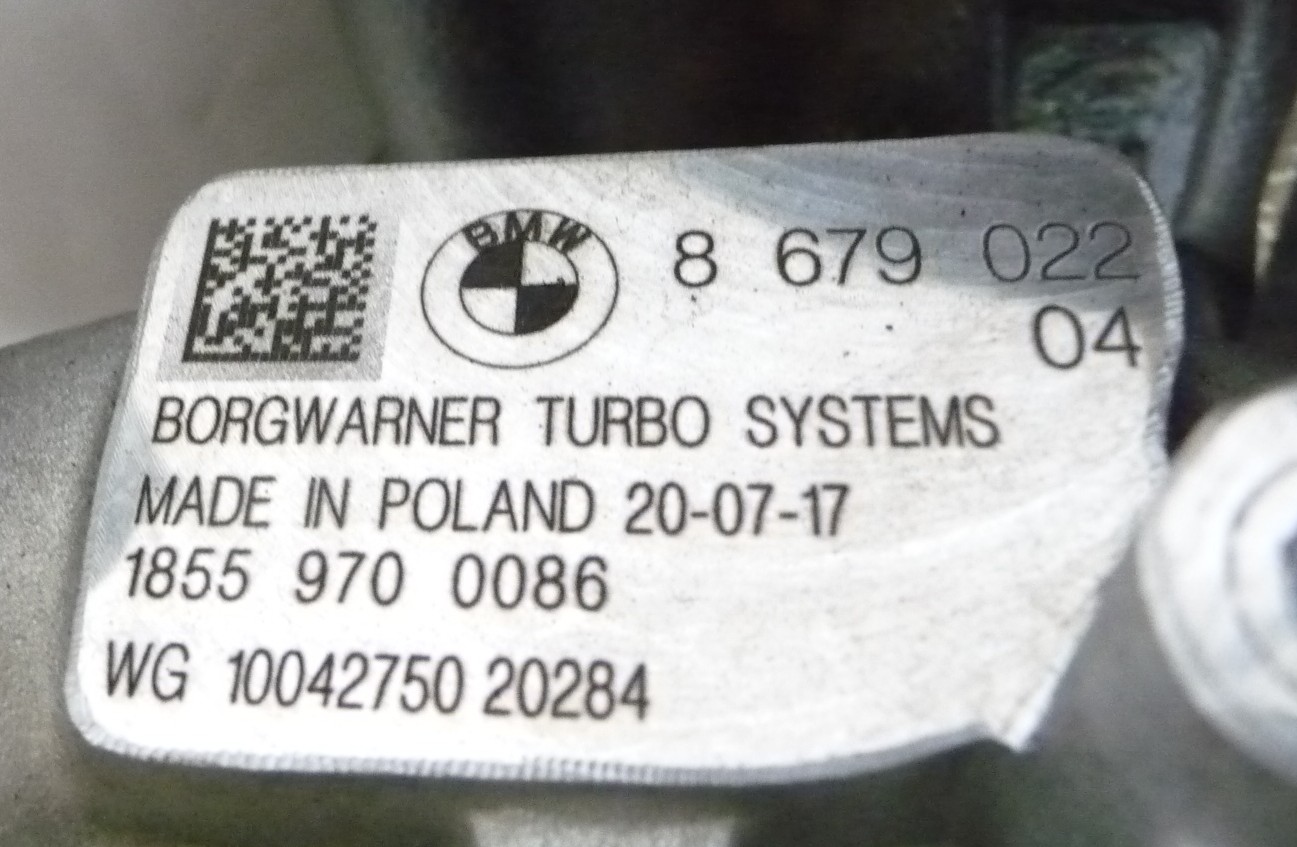 BMW 8 679 022
04
BORGWARNER TURBO SYSTEMS
MADE IN POLAND 20-07-17
1855 970 0086
WG 10042750 20284